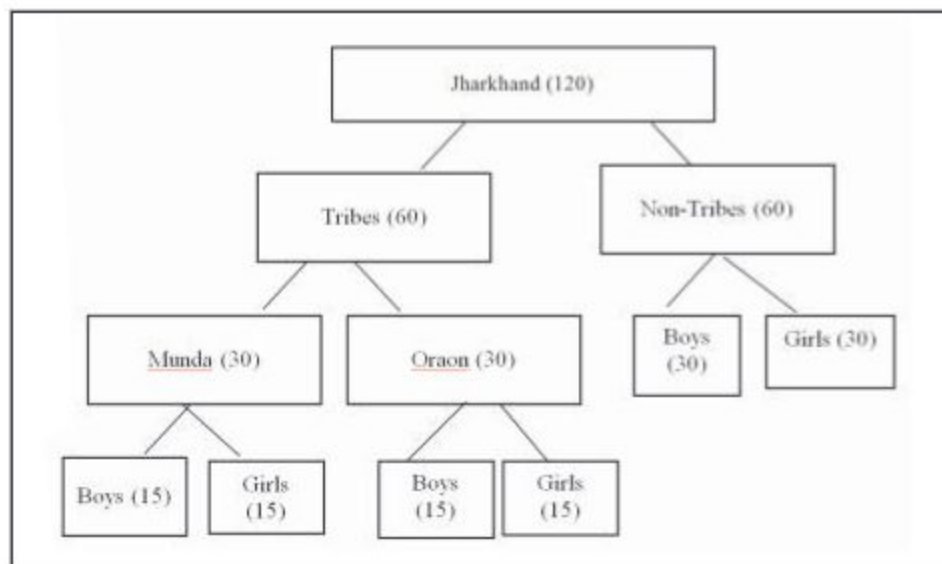 Jharkhand (120)
Tribes (60)
Non-Tribes (60)
Munda (30)
Oraon (30)
Boys
(30)
Girls (30)
Boys (15)
Girls
(15)
Boys
(15)
Girls
(15)